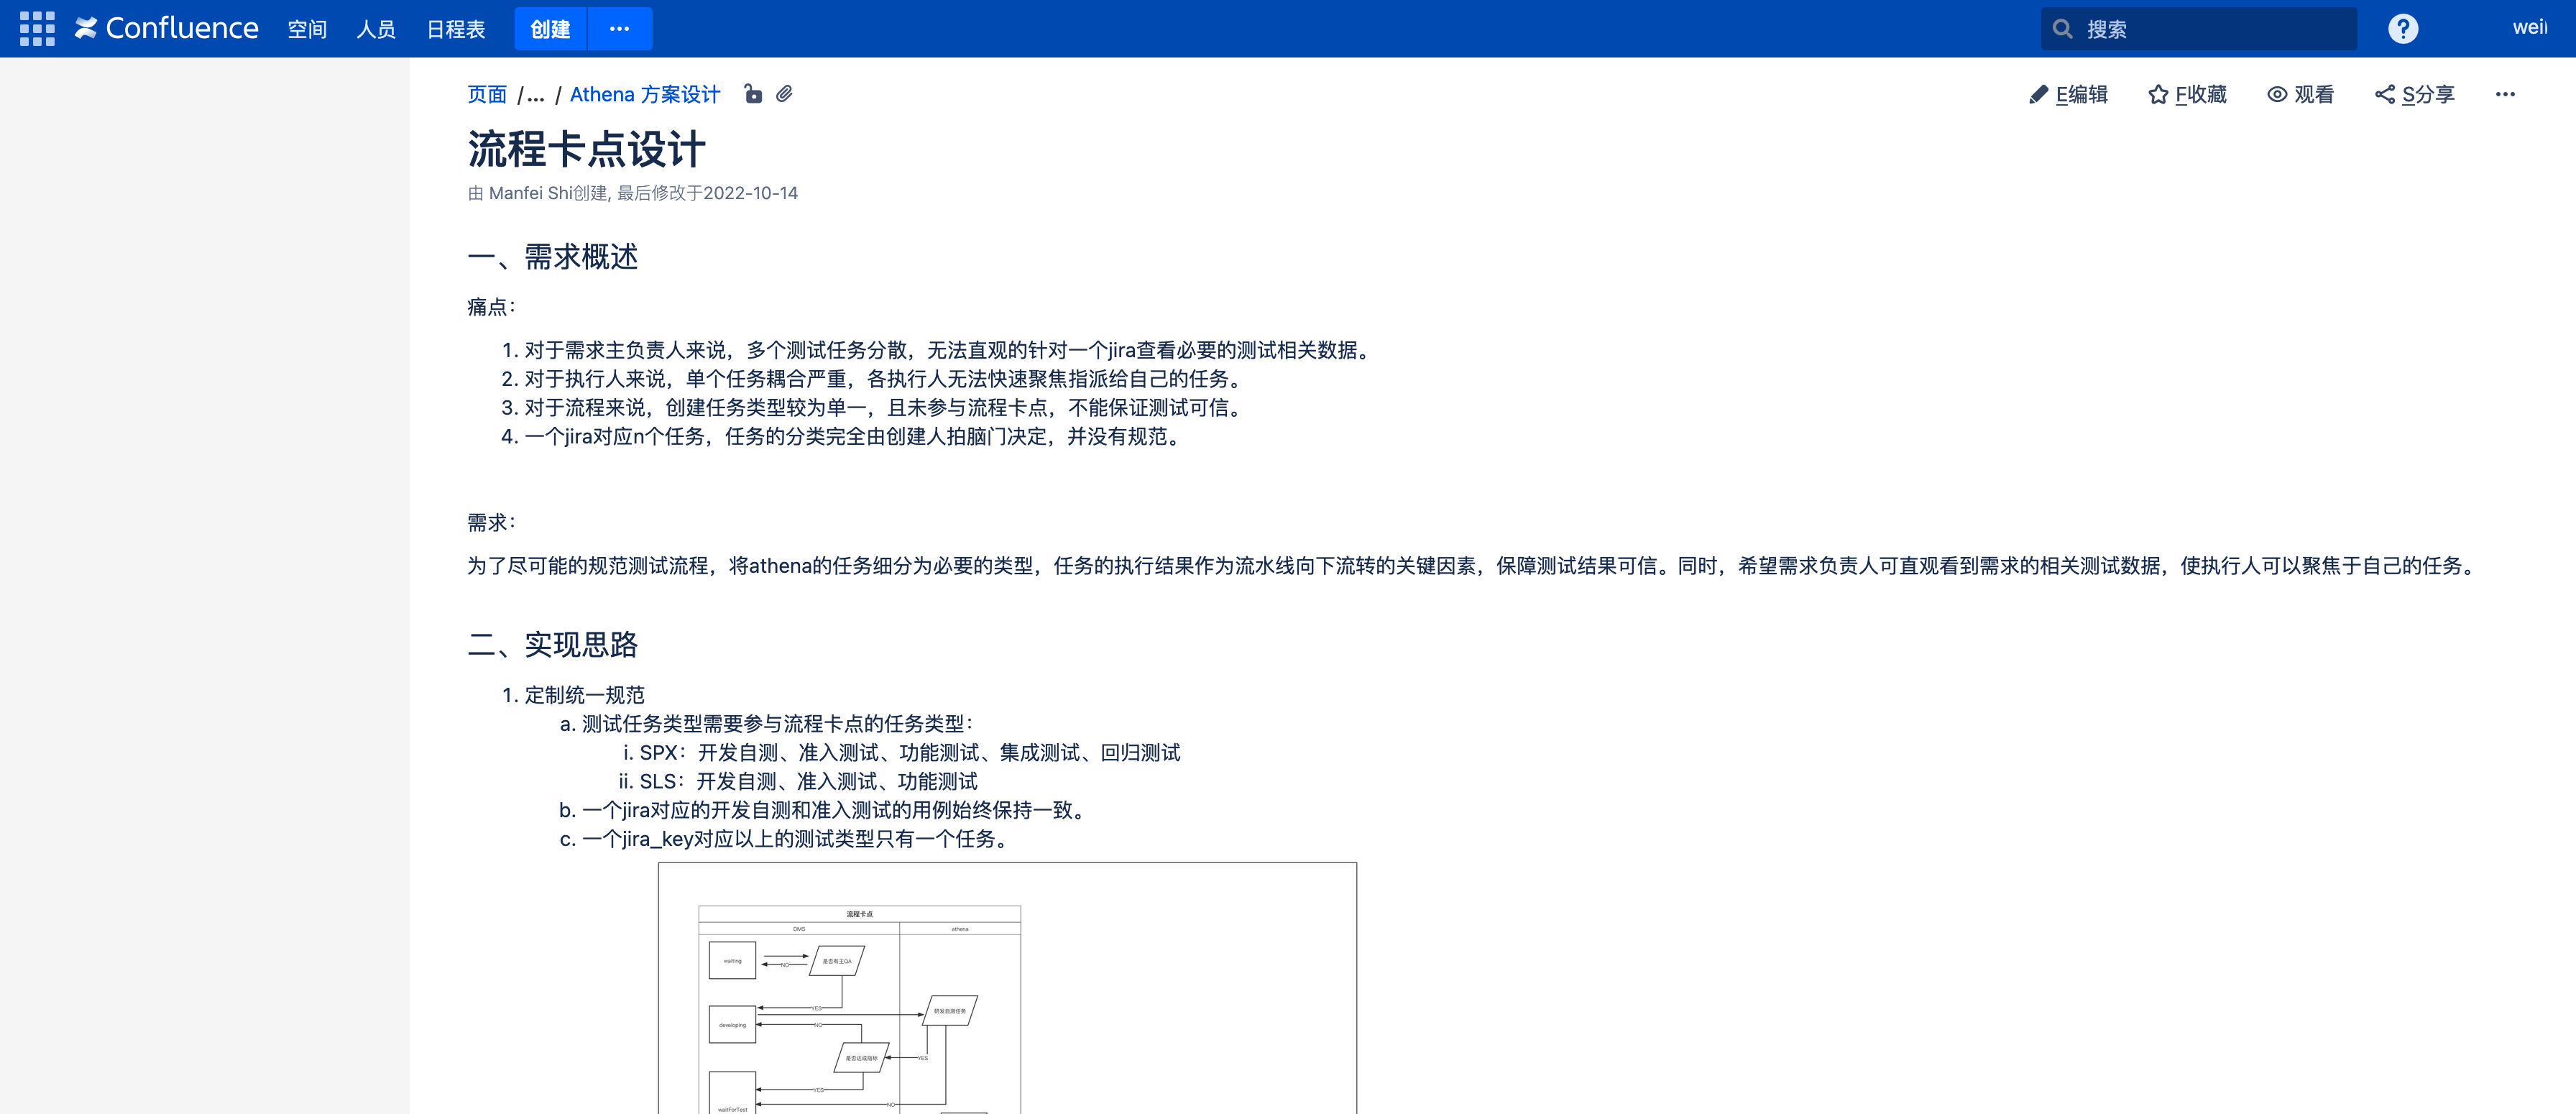 Confluence 空间 人员 日程表 创建 ··· 搜索 ? wei
页面 /... / Athena 方案设计 E编辑 F收藏 观看 S分享 ···
流程卡点设计
由 Manfei Shi创建, 最后修改于2022-10-14
一、需求概述
痛点：
1. 对于需求主负责人来说，多个测试任务分散，无法直观的针对一个jira查看必要的测试相关数据。
2. 对于执行人来说，单个任务耦合严重，各执行人无法快速聚焦指派给自己的任务。
3. 对于流程来说，创建任务类型较为单一，且未参与流程卡点，不能保证测试可信。
4. 一个jira对应n个任务，任务的分类完全由创建人拍脑门决定，并没有规范。
需求：
为了尽可能的规范测试流程，将athena的任务细分为必要的类型，任务的执行结果作为流水线向下流转的关键因素，保障测试结果可信。同时，希望需求负责人可直观看到需求的相关测试数据，使执行人可以聚焦于自己的任务。
二、实现思路
1. 定制统一规范
a. 测试任务类型需要参与流程卡点的任务类型：
i. SPX：开发自测、准入测试、功能测试、集成测试、回归测试
ii. SLS：开发自测、准入测试、功能测试
b. 一个jira对应的开发自测和准入测试的用例始终保持一致。
c. 一个jira_key对应以上的测试类型只有一个任务。
流程卡点
DMS athena
waiting NO 是否有主QA
YES
研发自测任务
developing NO
是否达成指标 YES
YES
NO
waitForTest